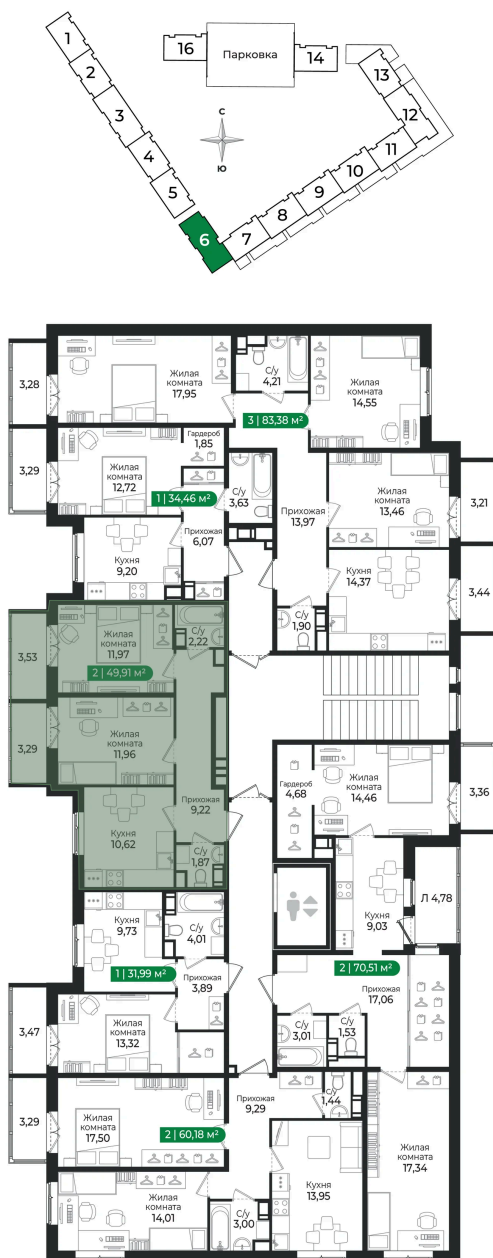 1
2
3
4
5
6
7
8
9
10
11
12
13
14
16
Парковка
С
Ю
3,28
Жилая
комната
17,95
С/у
4,21
Жилая
комната
14,55
3 | 83,38 м²
Гардероб
1,85
3,29
Жилая
комната
12,72
1 | 34,46 м²
С/у
3,63
Прихожая
13,97
Жилая
комната
13,46
3,21
Прихожая
6,07
Кухня
9,20
Кухня
14,37
3,44
С/у
1,90
3,53
Жилая
комната
11,97
2 | 49,91 м²
С/у
2,22
3,29
Жилая
комната
11,96
Прихожая
9,22
Кухня
10,62
С/у
1,87
Гардероб
4,68
Жилая
комната
14,46
3,36
Кухня
9,03
Л 4,78
Кухня
9,73
С/у
4,01
1 | 31,99 м²
Прихожая
3,89
2 | 70,51 м²
Прихожая
17,06
3,47
Жилая
комната
13,32
С/у
3,01
С/у
1,53
3,29
Жилая
комната
17,50
2 | 60,18 м²
Прихожая
9,29
С/у
1,44
Жилая
комната
17,34
Кухня
13,95
Жилая
комната
14,01
С/у
3,00